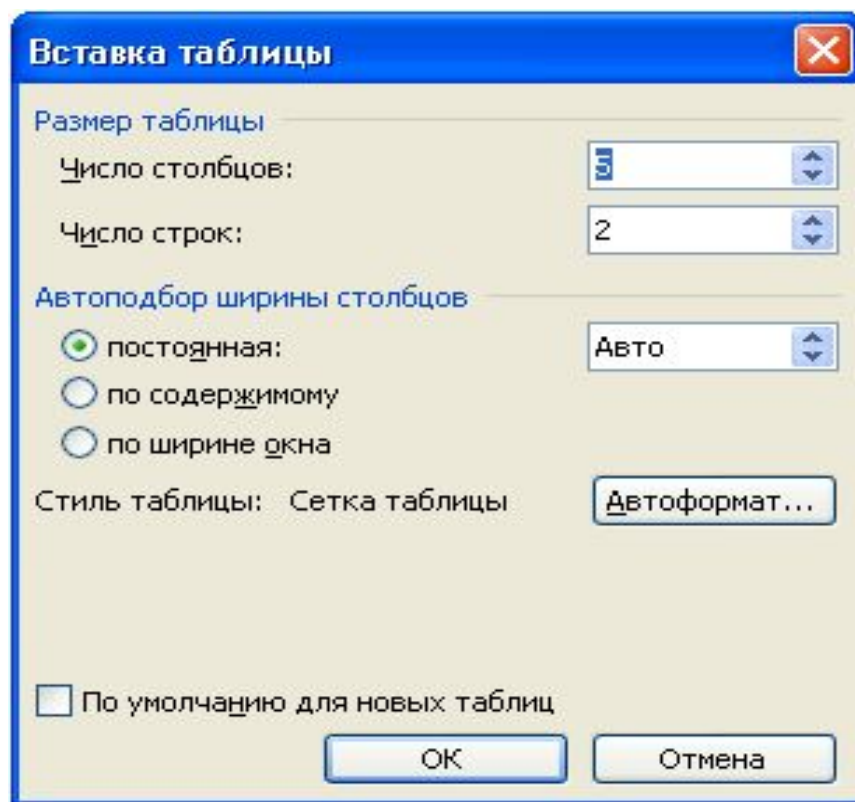 Вставка таблицы
Размер таблицы
Число столбцов: 5
Число строк: 2
Автоподбор ширины столбцов
постоянная: Авто
по содержимому
по ширине окна
Стиль таблицы: Сетка таблицы Автоформат...
По умолчанию для новых таблиц
ОК Отмена